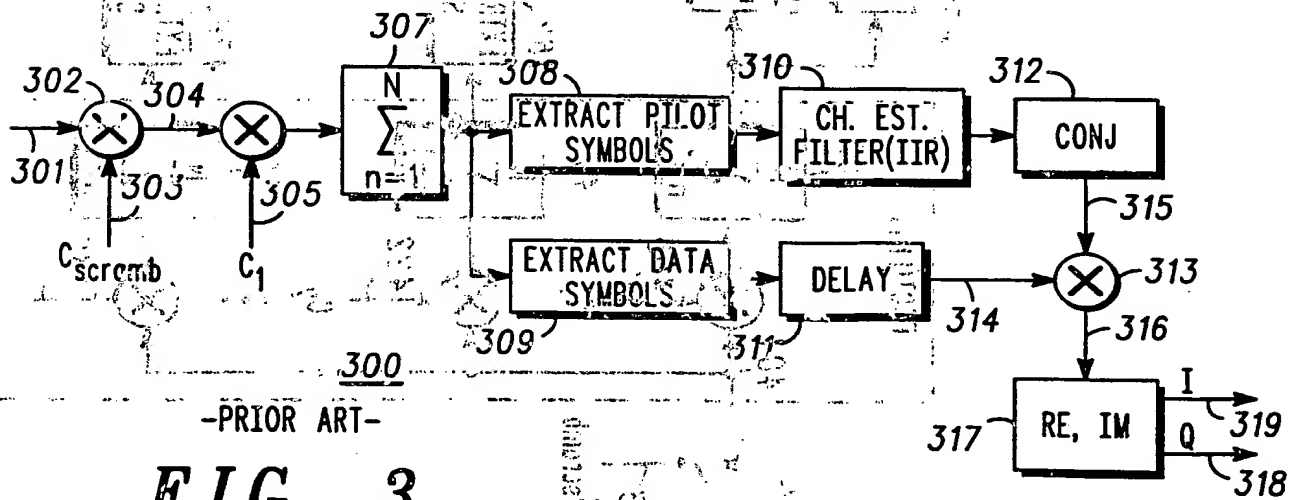 307
302
304
N
308
310
312
Σ
EXTRACT PILOT
SYMBOLS
CH. EST.
FILTER(IIR)
CONJ
301
303
305
n=1
315
C scramb
C1
EXTRACT DATA
SYMBOLS
DELAY
313
309
311
314
316
300
-PRIOR ART-
317
RE, IM
I
319
Q
318
FIG. 3